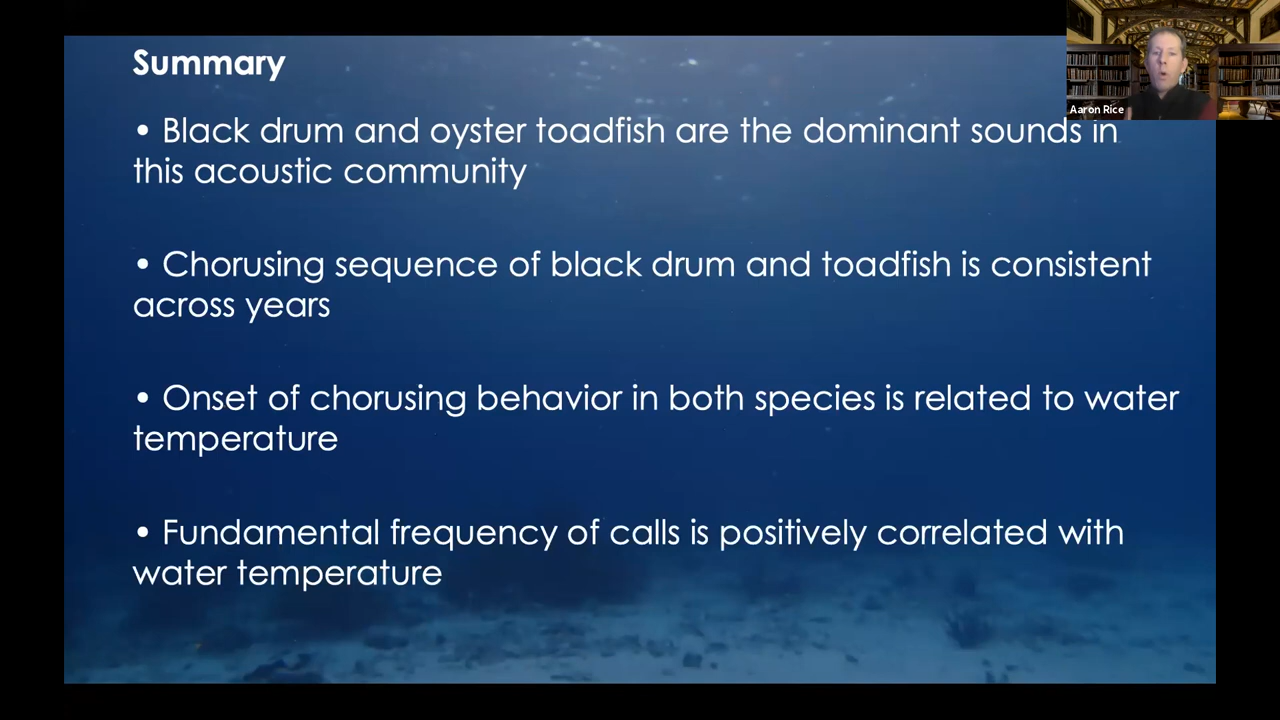 Summary
Aaron Rice
• Black drum and oyster toadfish are the dominant sounds in
this acoustic community
• Chorusing sequence of black drum and toadfish is consistent
across years
• Onset of chorusing behavior in both species is related to water
temperature
• Fundamental frequency of calls is positively correlated with
water temperature